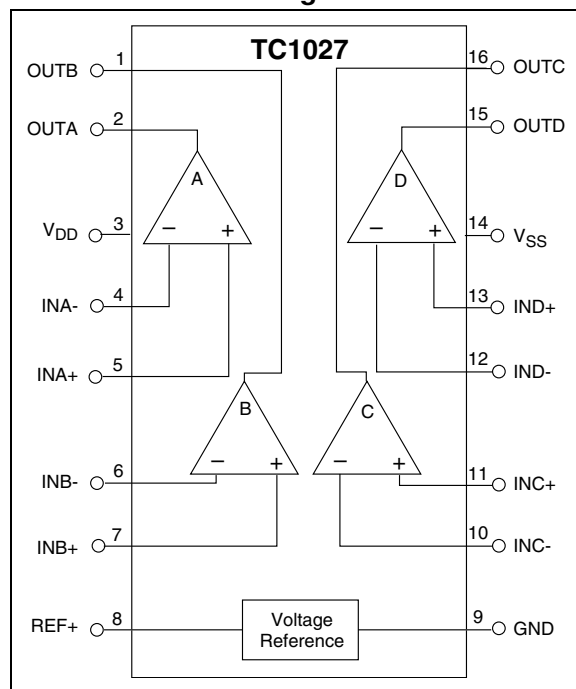 TC1027
OUTB 1
OUTA 2
VDD 3
INA- 4
INA+ 5
INB- 6
INB+ 7
REF+ 8
16 OUTC
15 OUTD
14 VSS
13 IND+
12 IND-
11 INC+
10 INC-
9 GND
A
− +
D
− +
B
− +
C
− +
Voltage
Reference